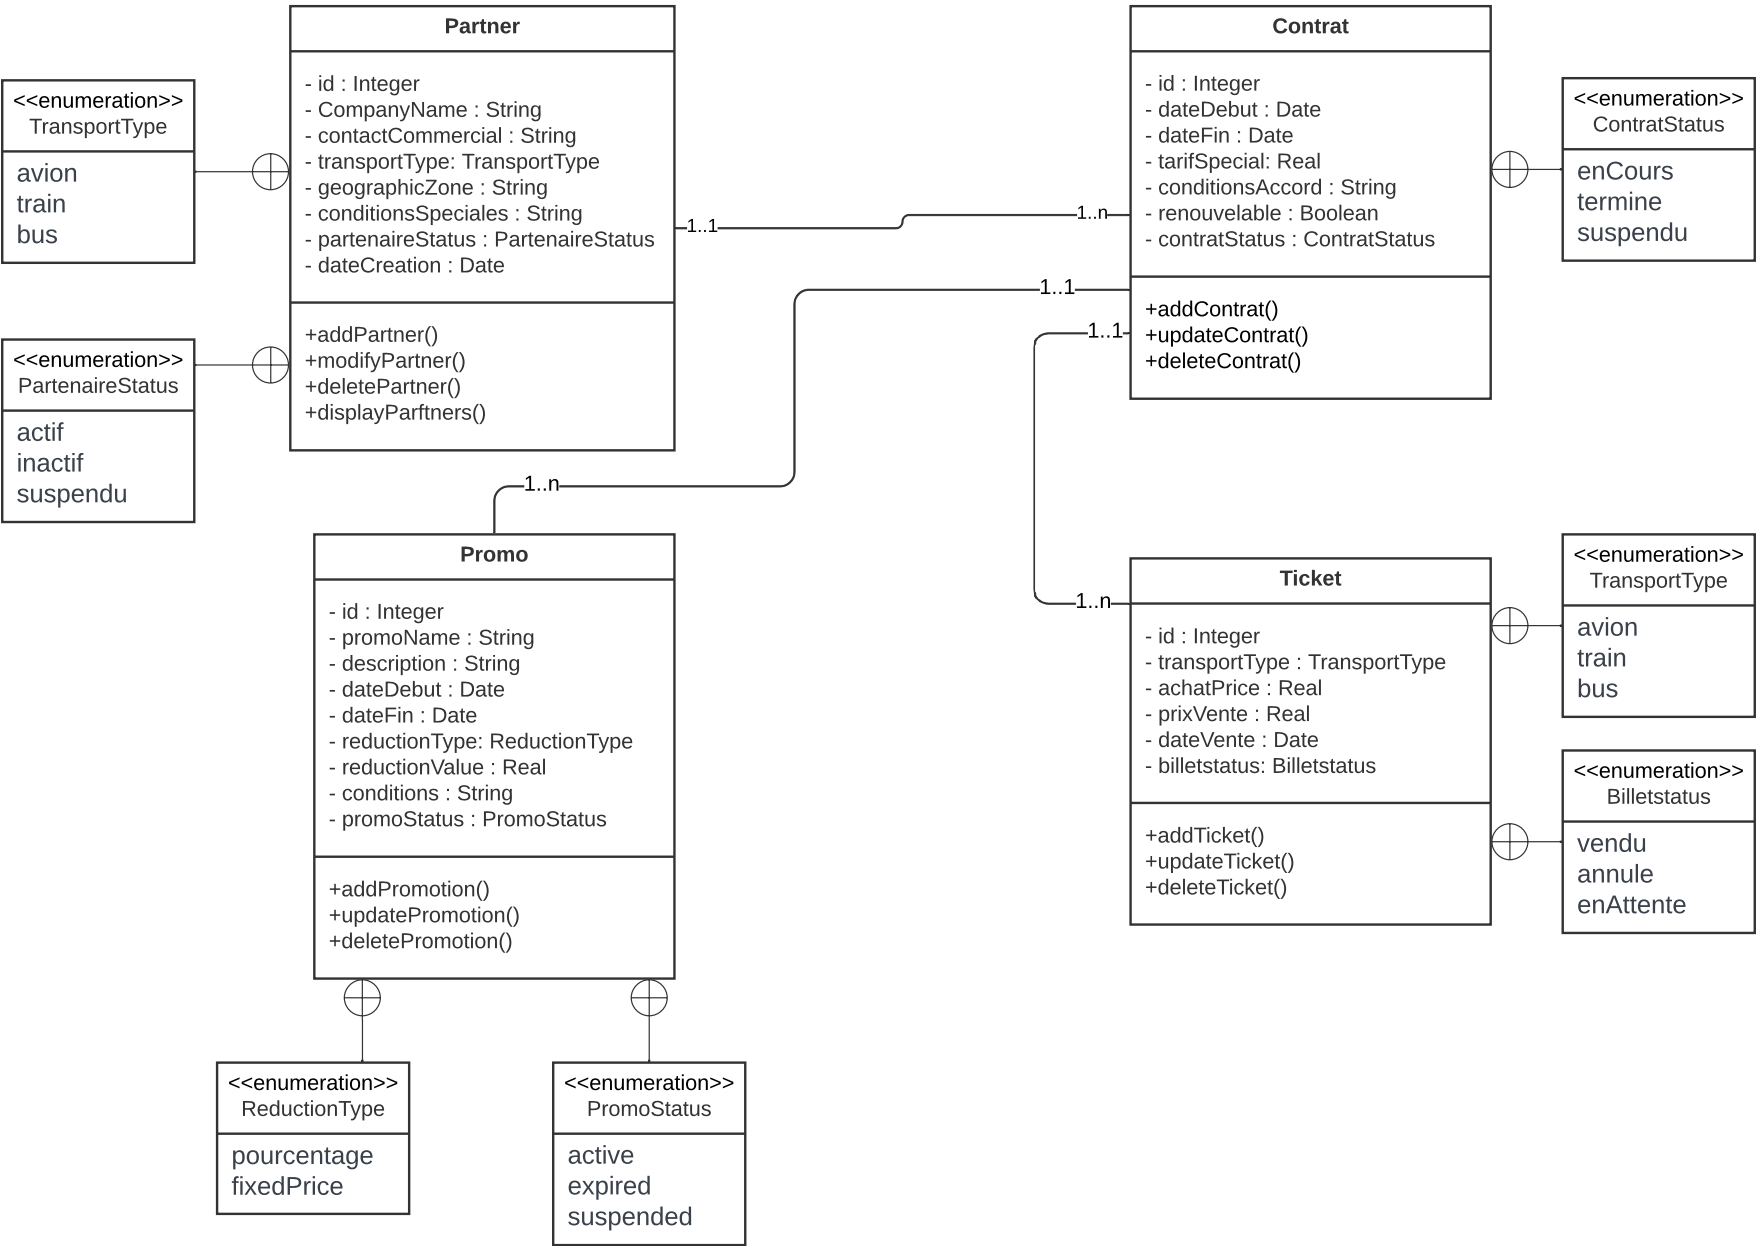 Partner
- id : Integer
- CompanyName : String
- contactCommercial : String
- transportType: TransportType
- geographicZone : String
- conditionsSpeciales : String
- partenaireStatus : PartenaireStatus
- dateCreation : Date
+addPartner()
+modifyPartner()
+deletePartner()
+displayParftners()
<<enumeration>>
TransportType
avion
train
bus
<<enumeration>>
PartenaireStatus
actif
inactif
suspendu
1..1
1..n
Contrat
- id : Integer
- dateDebut : Date
- dateFin : Date
- tarifSpecial: Real
- conditionsAccord : String
- renouvelable : Boolean
- contratStatus : ContratStatus
+addContrat()
+updateContrat()
+deleteContrat()
<<enumeration>>
ContratStatus
enCours
termine
suspendu
1..1
1..n
1..1
1..n
Promo
- id : Integer
- promoName : String
- description : String
- dateDebut : Date
- dateFin : Date
- reductionType: ReductionType
- reductionValue : Real
- conditions : String
- promoStatus : PromoStatus
+addPromotion()
+updatePromotion()
+deletePromotion()
Ticket
- id : Integer
- transportType : TransportType
- achatPrice : Real
- prixVente : Real
- dateVente : Date
- billetstatus: Billetstatus
+addTicket()
+updateTicket()
+deleteTicket()
<<enumeration>>
TransportType
avion
train
bus
<<enumeration>>
Billetstatus
vendu
annule
enAttente
<<enumeration>>
ReductionType
pourcentage
fixedPrice
<<enumeration>>
PromoStatus
active
expired
suspended